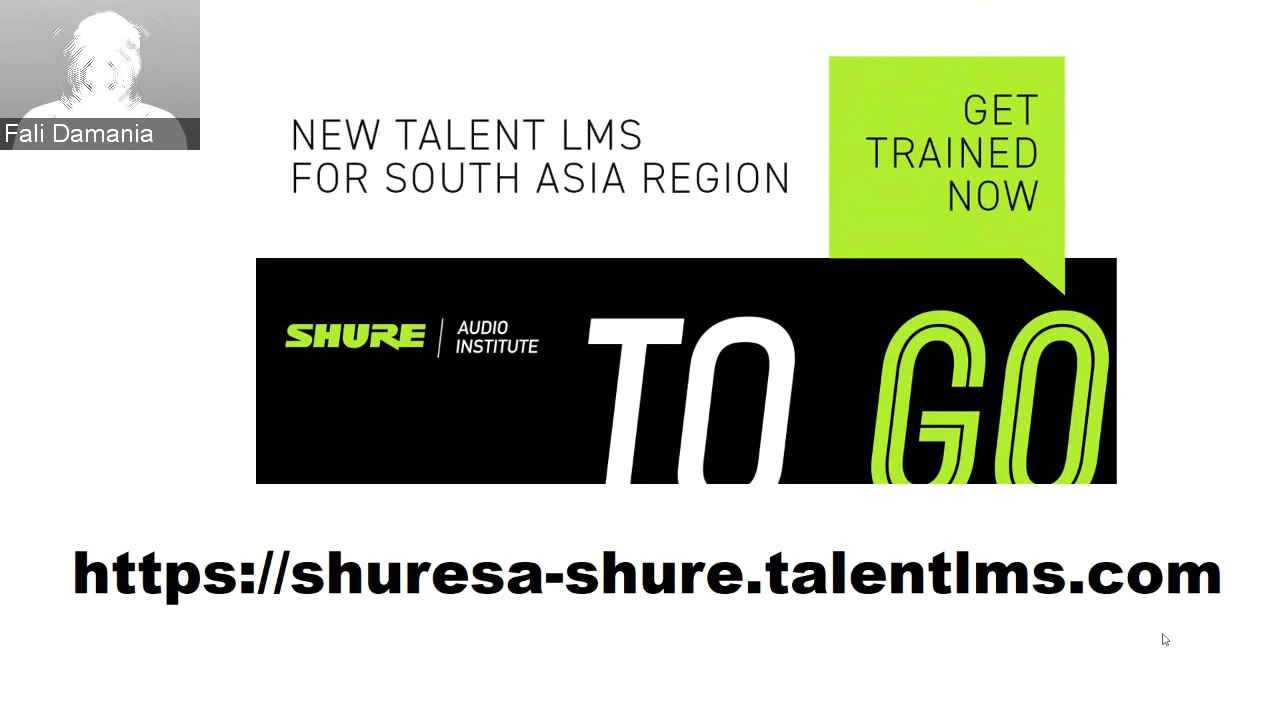 Fali Damania
NEW TALENT LMS
FOR SOUTH ASIA REGION
GET
TRAINED
NOW
SHURE
AUDIO
INSTITUTE
TO GO
https://shuresa-shure.talentlms.com